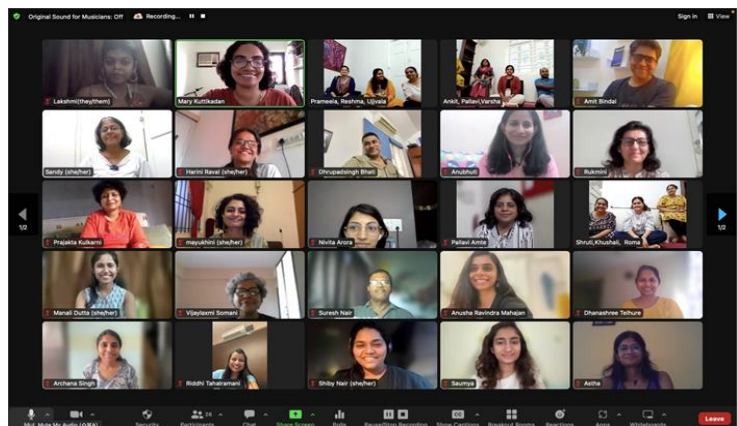 Original Sound for Musicians: Off
Recording...
Sign in
View
Lakshmi(they/them)
Mary Kuttikadan
Prameela, Reshma, Ujjvala
Ankit, Pallavi,Varsha
Amit Bindal
Sandy (she/her)
Harini Raval (she/her)
Dhrupadsingh Bhati
Anubhuti
Rukmini
1/2
1/2
Prajakta Kulkarni
mayukhini (she/her)
Nivita Arora
Pallavi Amte
Shruti,Khushali, Roma
Manali Dutta (she/her)
Vijaylaxmi Somani
Suresh Nair
Anusha Ravindra Mahajan
Dhanashree Telhure
Archana Singh
Riddhi Tahalramani
Shiby Nair (she/her)
Saumya
Astha
Security
Participants
26
Chat
Share Screen
Polls
Pause/Stop Recording
Show Captions
Breakout Rooms
Reactions
Apps
Whiteboards
Leave